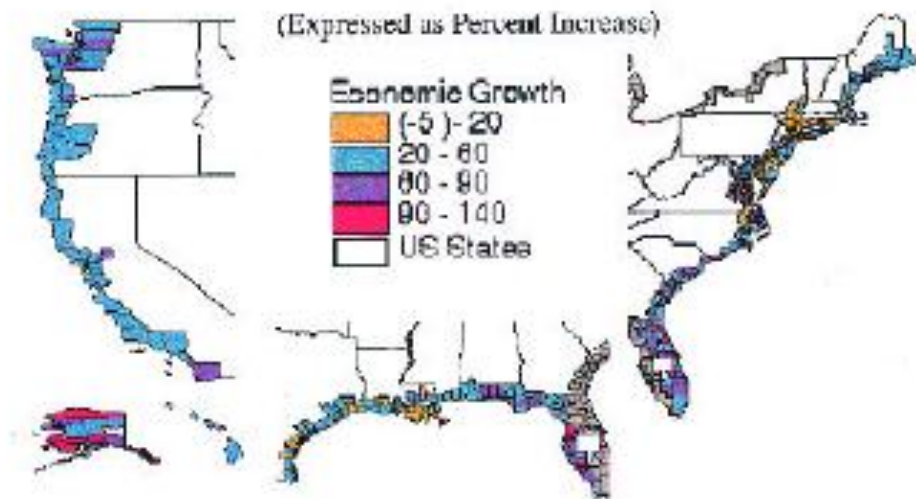 (Expressed as Percent Increase)
Economic Growth
(-5 ) - 20
20 - 60
60 - 90
90 - 140
US States